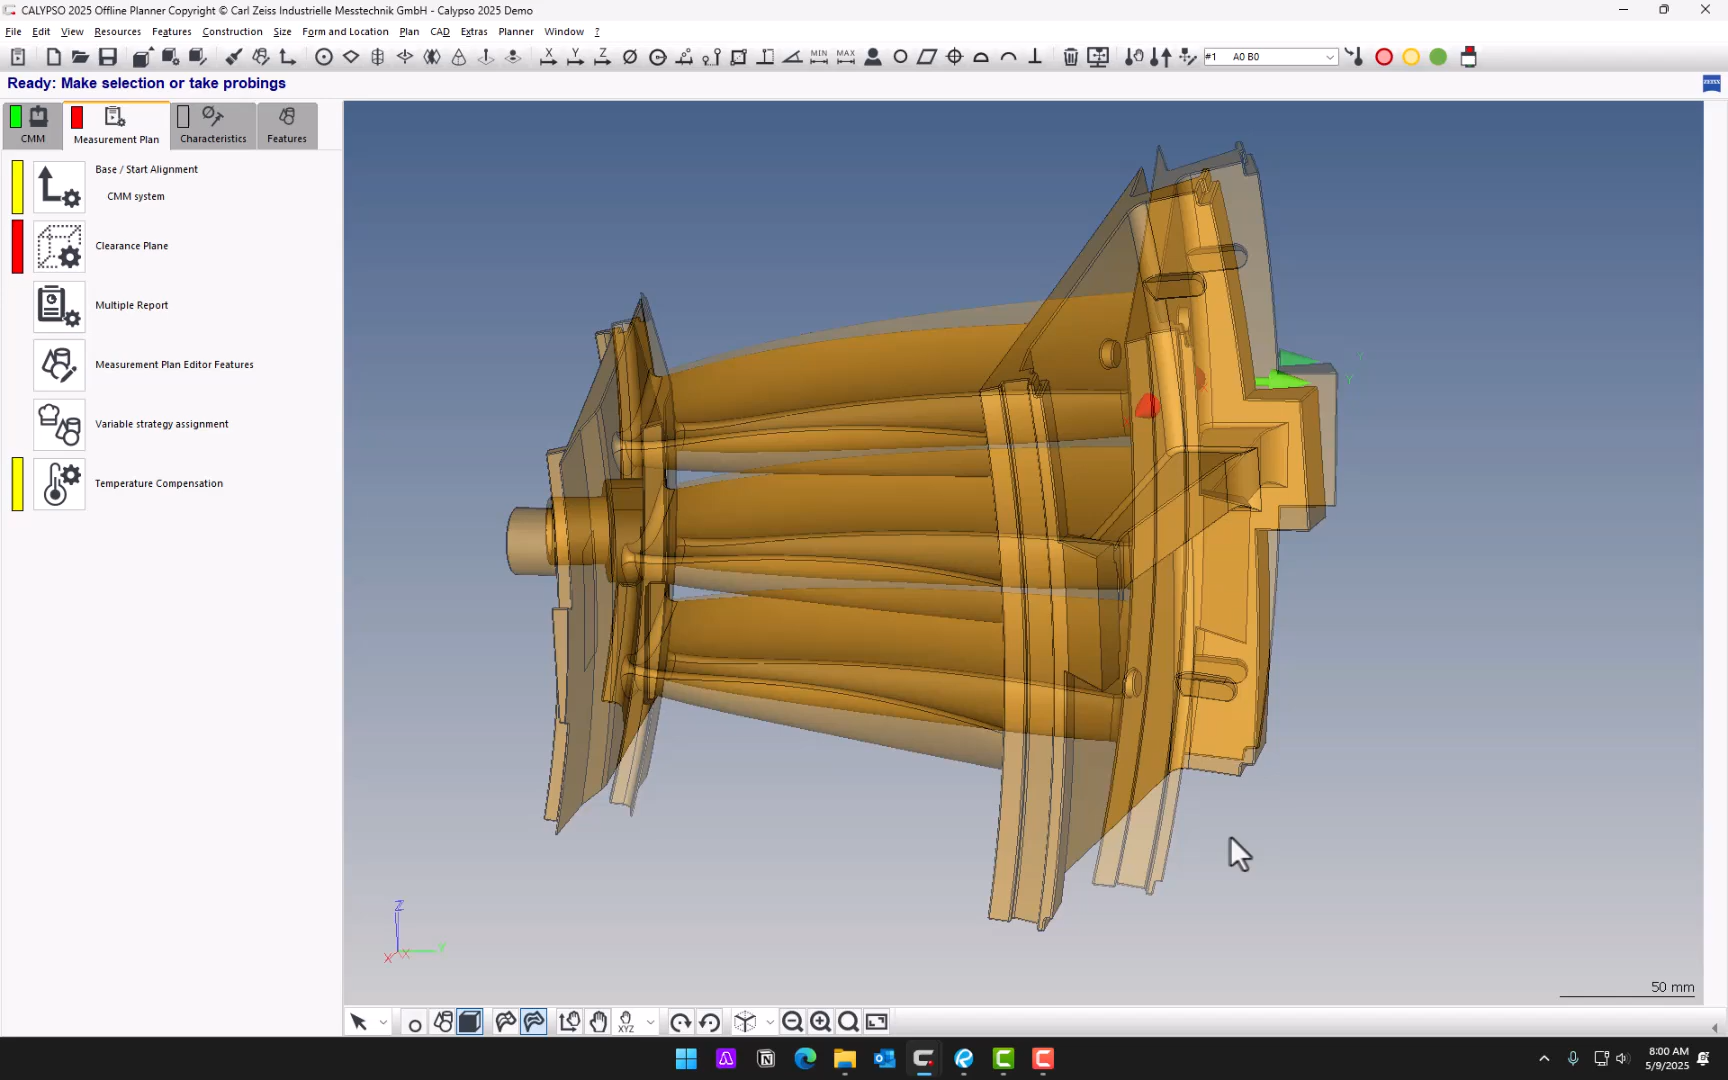 CALYPSO 2025 Offline Planner Copyright © Carl Zeiss Industrielle Messtechnik GmbH - Calypso 2025 Demo
File Edit View Resources Features Construction Size Form and Location Plan CAD Extras Planner Window ?
X Y Z MIN MAX #1 A0 B0
Ready: Make selection or take probings
ZEISS
CMM Measurement Plan Characteristics Features
Base / Start Alignment
CMM system
Clearance Plane
Multiple Report
Measurement Plan Editor Features
Variable strategy assignment
Temperature Compensation
Y
Y
X
Z
Y
X X
50 mm
XYZ
8:00 AM
5/9/2025